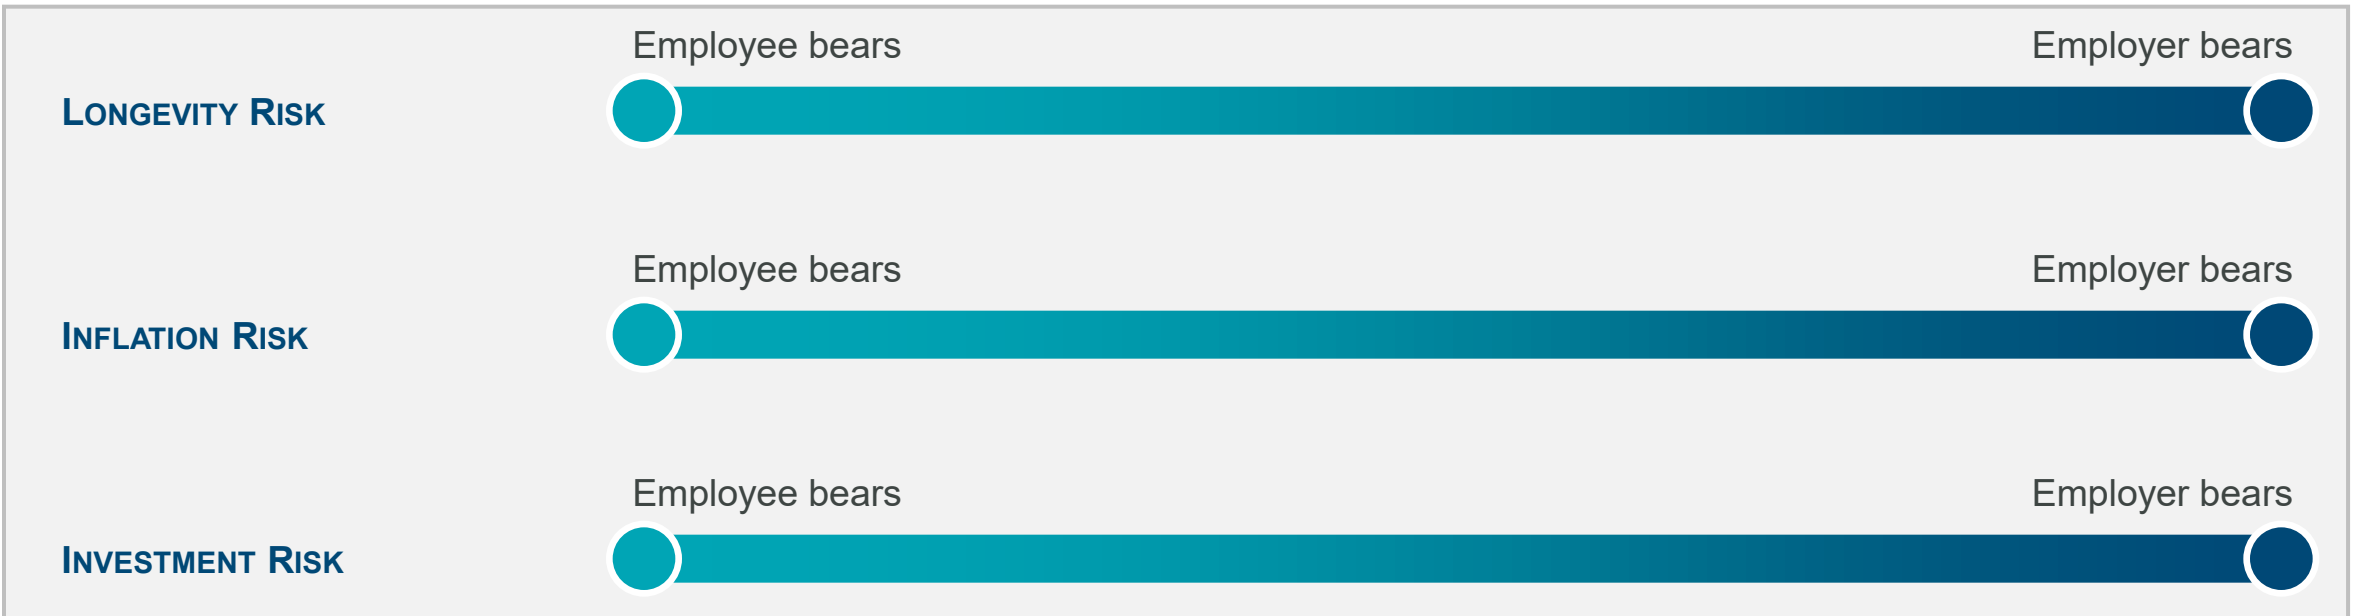 Employee bears Employer bears
LONGEVITY RISK
Employee bears Employer bears
INFLATION RISK
Employee bears Employer bears
INVESTMENT RISK